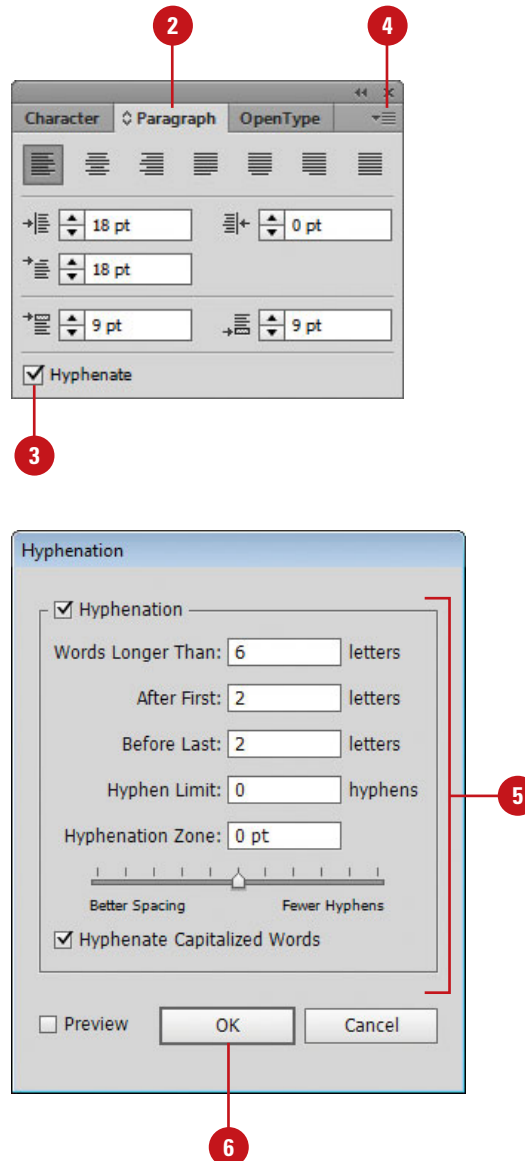 2 4
Character Paragraph OpenType
18 pt 0 pt
18 pt
9 pt 9 pt
Hyphenate
3
Hyphenation
Hyphenation
Words Longer Than: 6 letters
After First: 2 letters
Before Last: 2 letters
Hyphen Limit: 0 hyphens
5
Hyphenation Zone: 0 pt
Better Spacing Fewer Hyphens
Hyphenate Capitalized Words
Preview OK Cancel
6